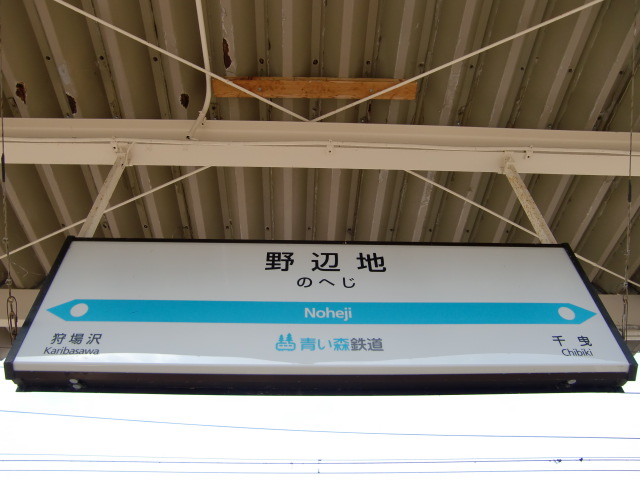 野辺地
のへじ
Noheji
狩場沢
Karibasawa
青い森鉄道
千曳
Chibiki